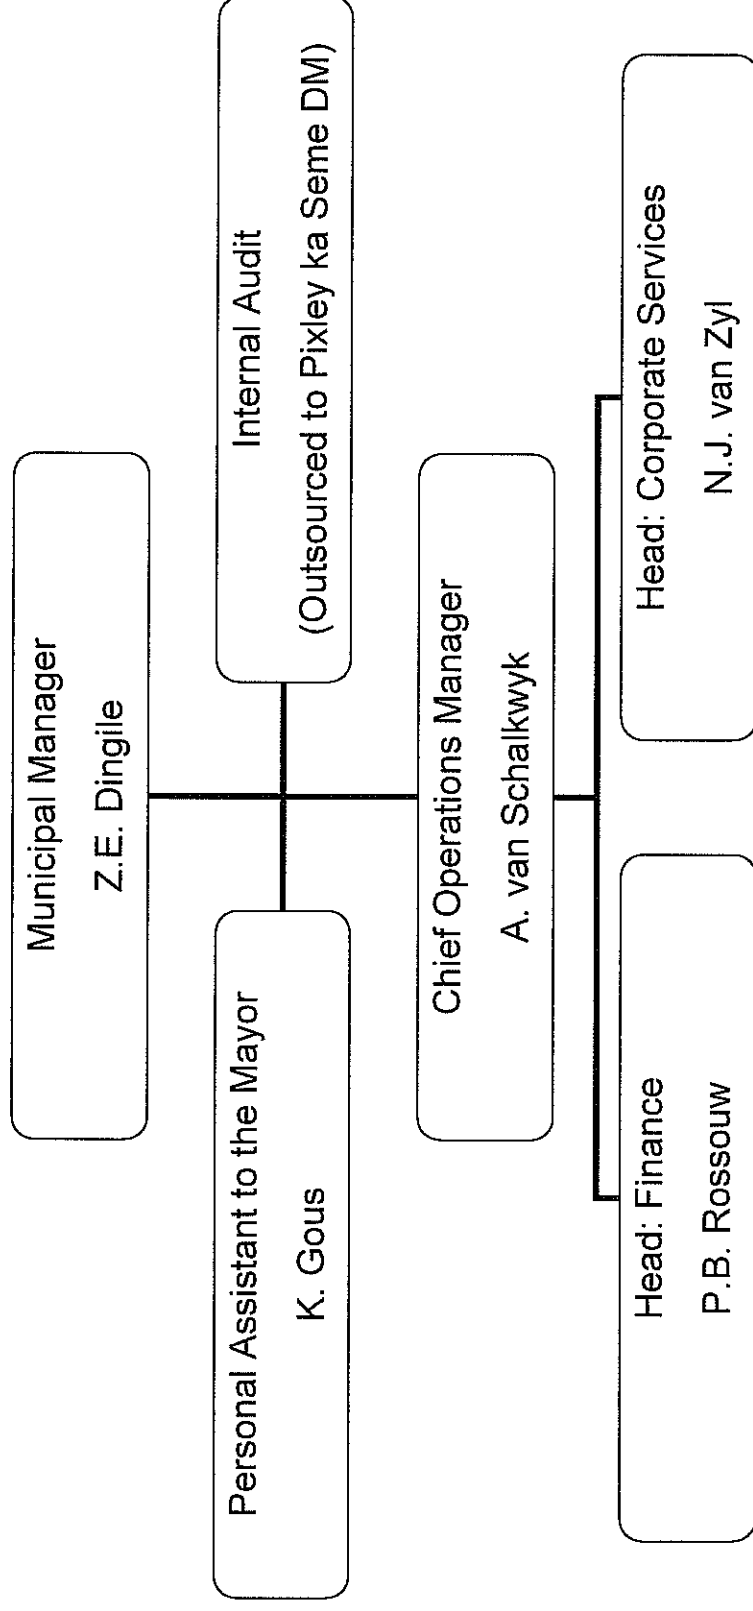 Municipal Manager
Z.E. Dingile
Personal Assistant to the Mayor
K. Gous
Internal Audit
(Outsourced to Pixley ka Seme DM)
Chief Operations Manager
A. van Schalkwyk
Head: Finance
P.B. Rossouw
Head: Corporate Services
N.J. van Zyl